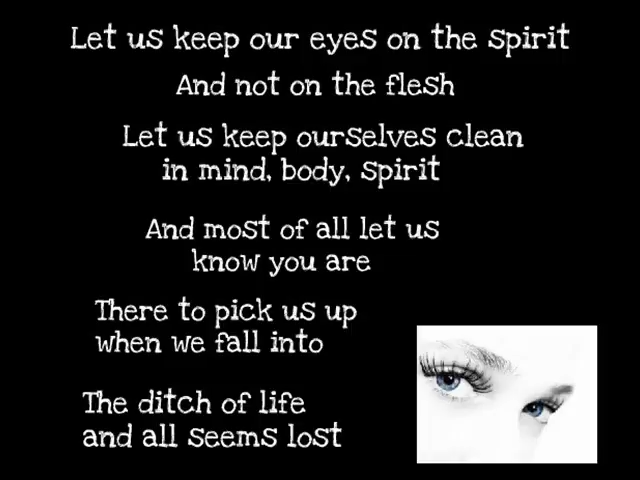 Let us keep our eyes on the spirit
And not on the flesh
Let us keep ourselves clean
in mind, body, spirit
And most of all let us
know you are
There to pick us up
when we fall into
The ditch of life
and all seems lost